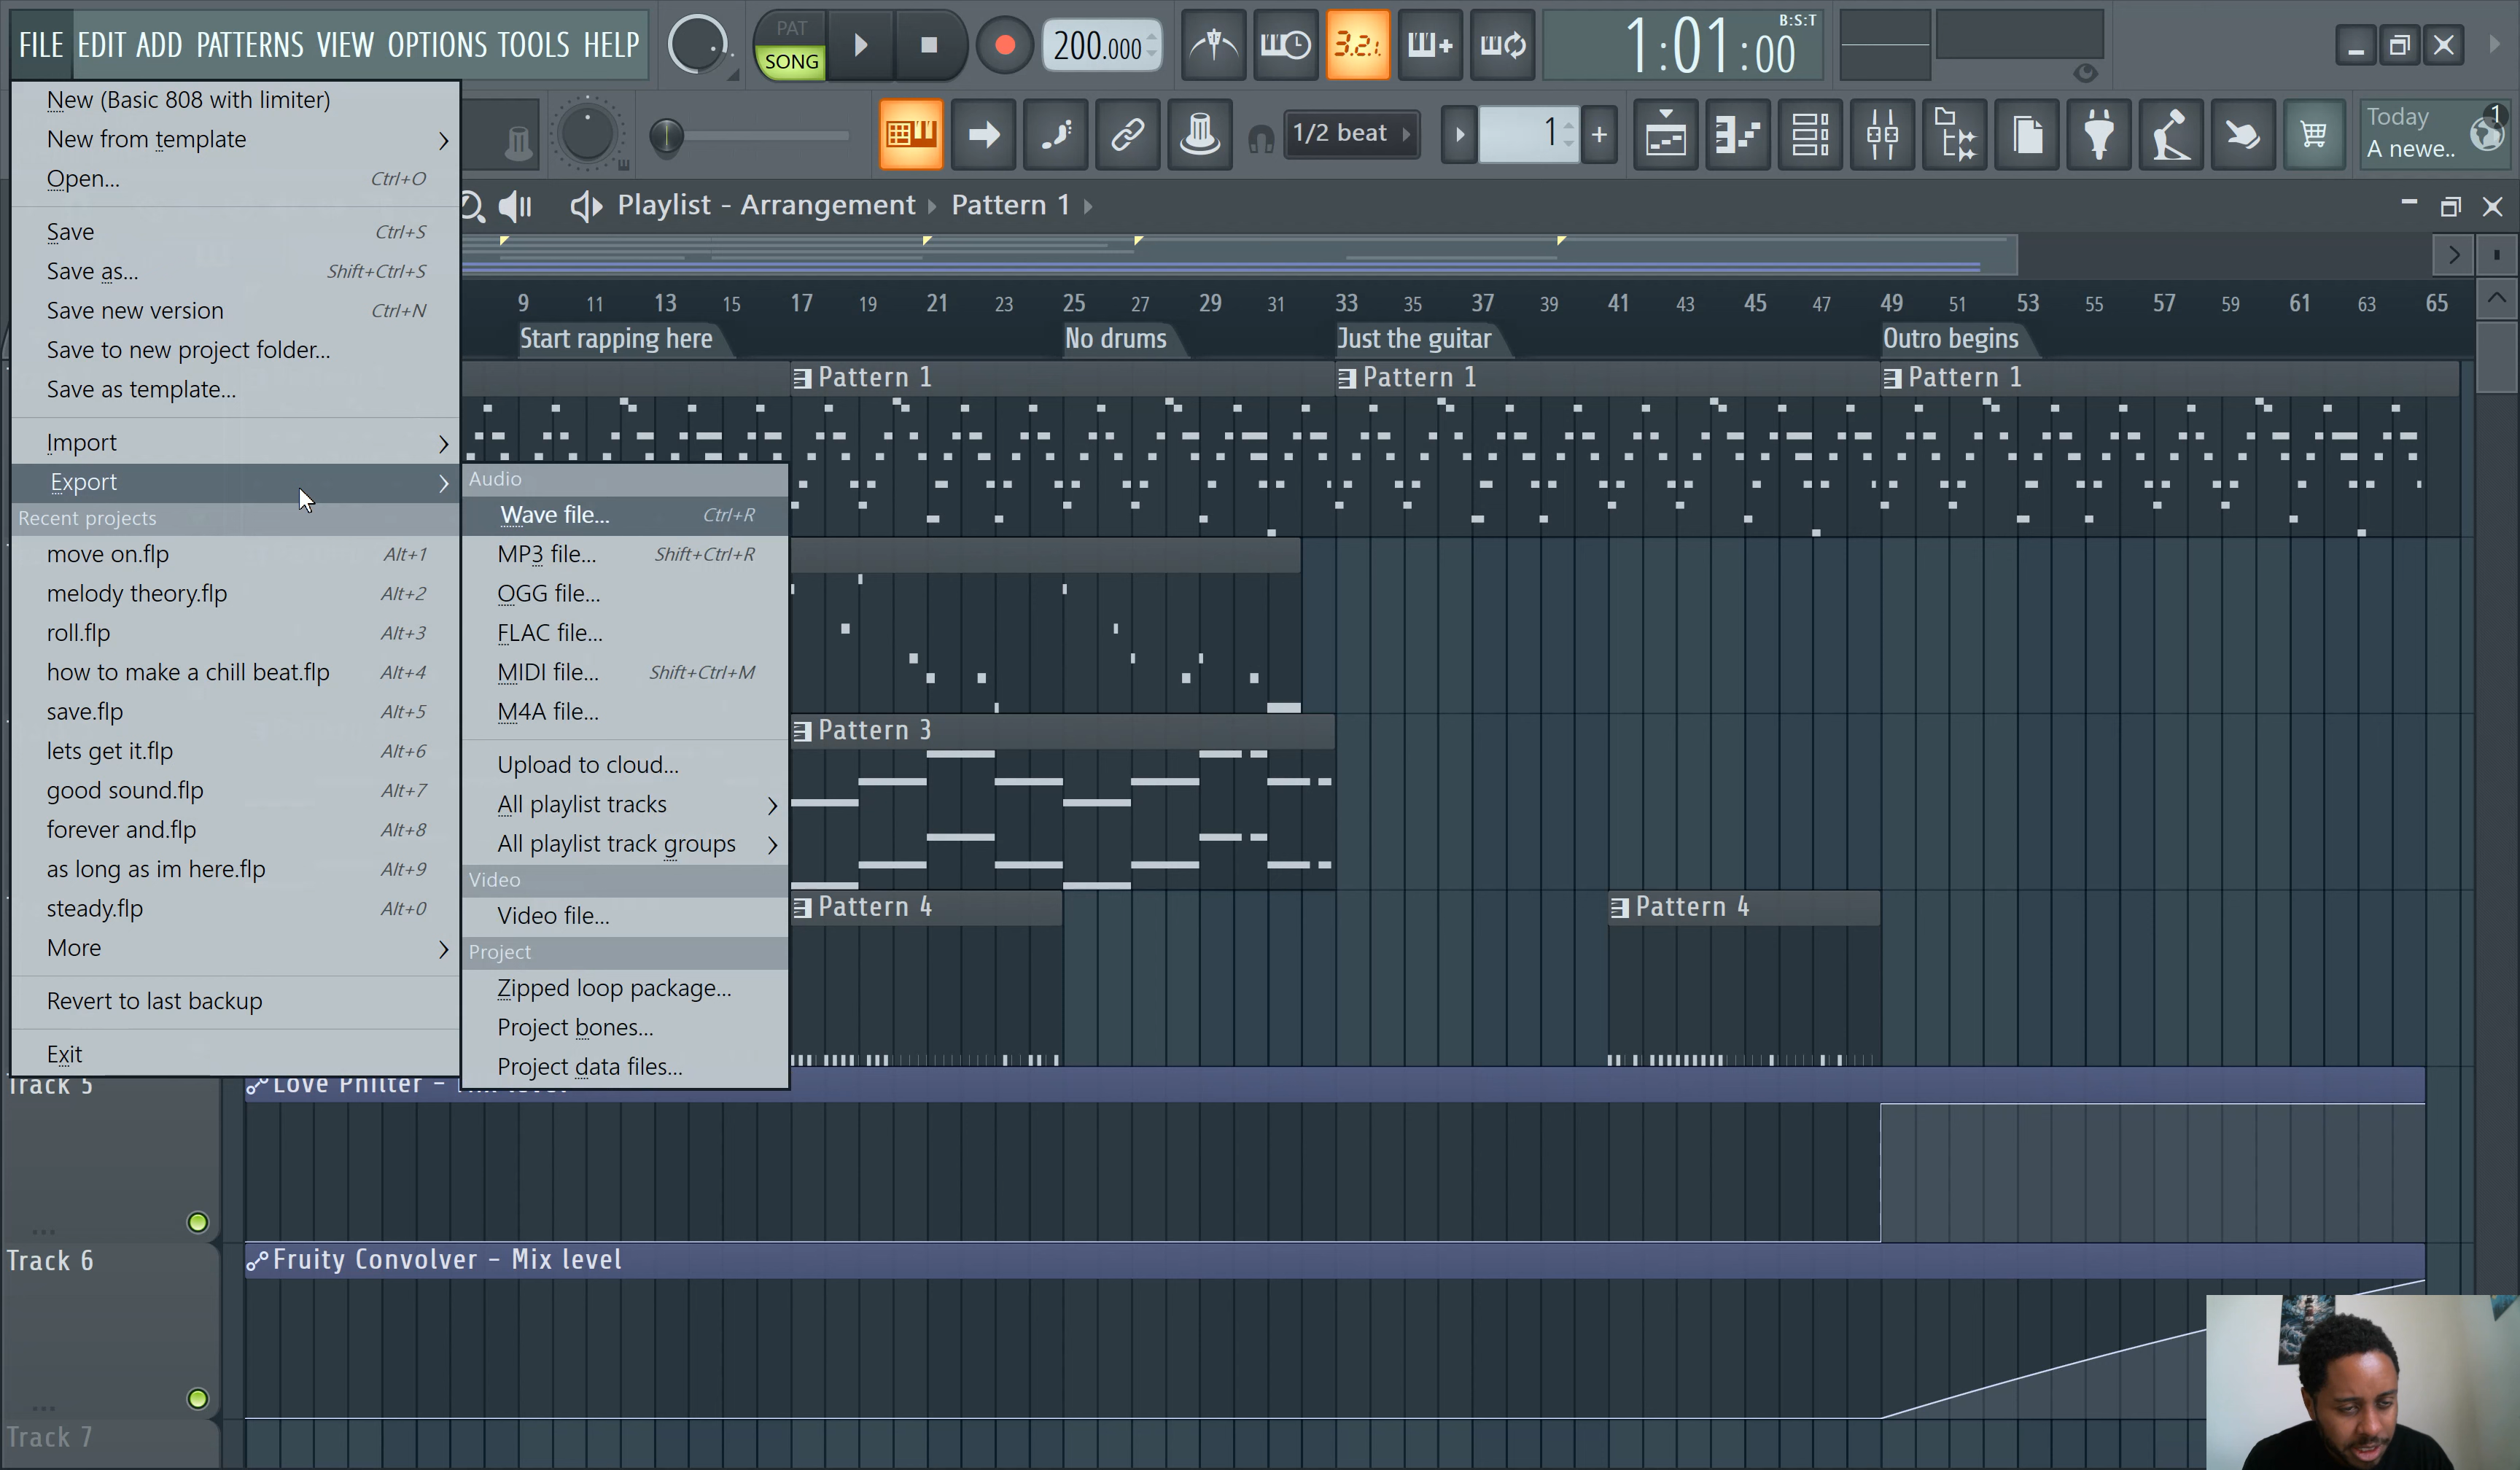 FILE EDIT ADD PATTERNS VIEW OPTIONS TOOLS HELP
PAT
SONG
200.000
3.2.1
1:01:00
B:S:T
1/2 beat
1
Today
1
A newe..
Playlist - Arrangement
Pattern 1
9 11 13 15 17 19 21 23 25 27 29 31 33 35 37 39 41 43 45 47 49 51 53 55 57 59 61 63 65
Start rapping here
No drums
Just the guitar
Outro begins
New (Basic 808 with limiter)
New from template
Open... Ctrl+O
Save Ctrl+S
Save as... Shift+Ctrl+S
Save new version Ctrl+N
Save to new project folder...
Save as template...
Import
Export
Recent projects
move on.flp Alt+1
melody theory.flp Alt+2
roll.flp Alt+3
how to make a chill beat.flp Alt+4
save.flp Alt+5
lets get it.flp Alt+6
good sound.flp Alt+7
forever and.flp Alt+8
as long as im here.flp Alt+9
steady.flp Alt+0
More
Revert to last backup
Exit
Audio
Wave file... Ctrl+R
MP3 file... Shift+Ctrl+R
OGG file...
FLAC file...
MIDI file... Shift+Ctrl+M
M4A file...
Upload to cloud...
All playlist tracks
All playlist track groups
Video
Video file...
Project
Zipped loop package...
Project bones...
Project data files...
Pattern 1
Pattern 1
Pattern 1
Pattern 3
Pattern 4
Pattern 4
Track 5
Love Philter -
Track 6
Fruity Convolver - Mix level
Track 7